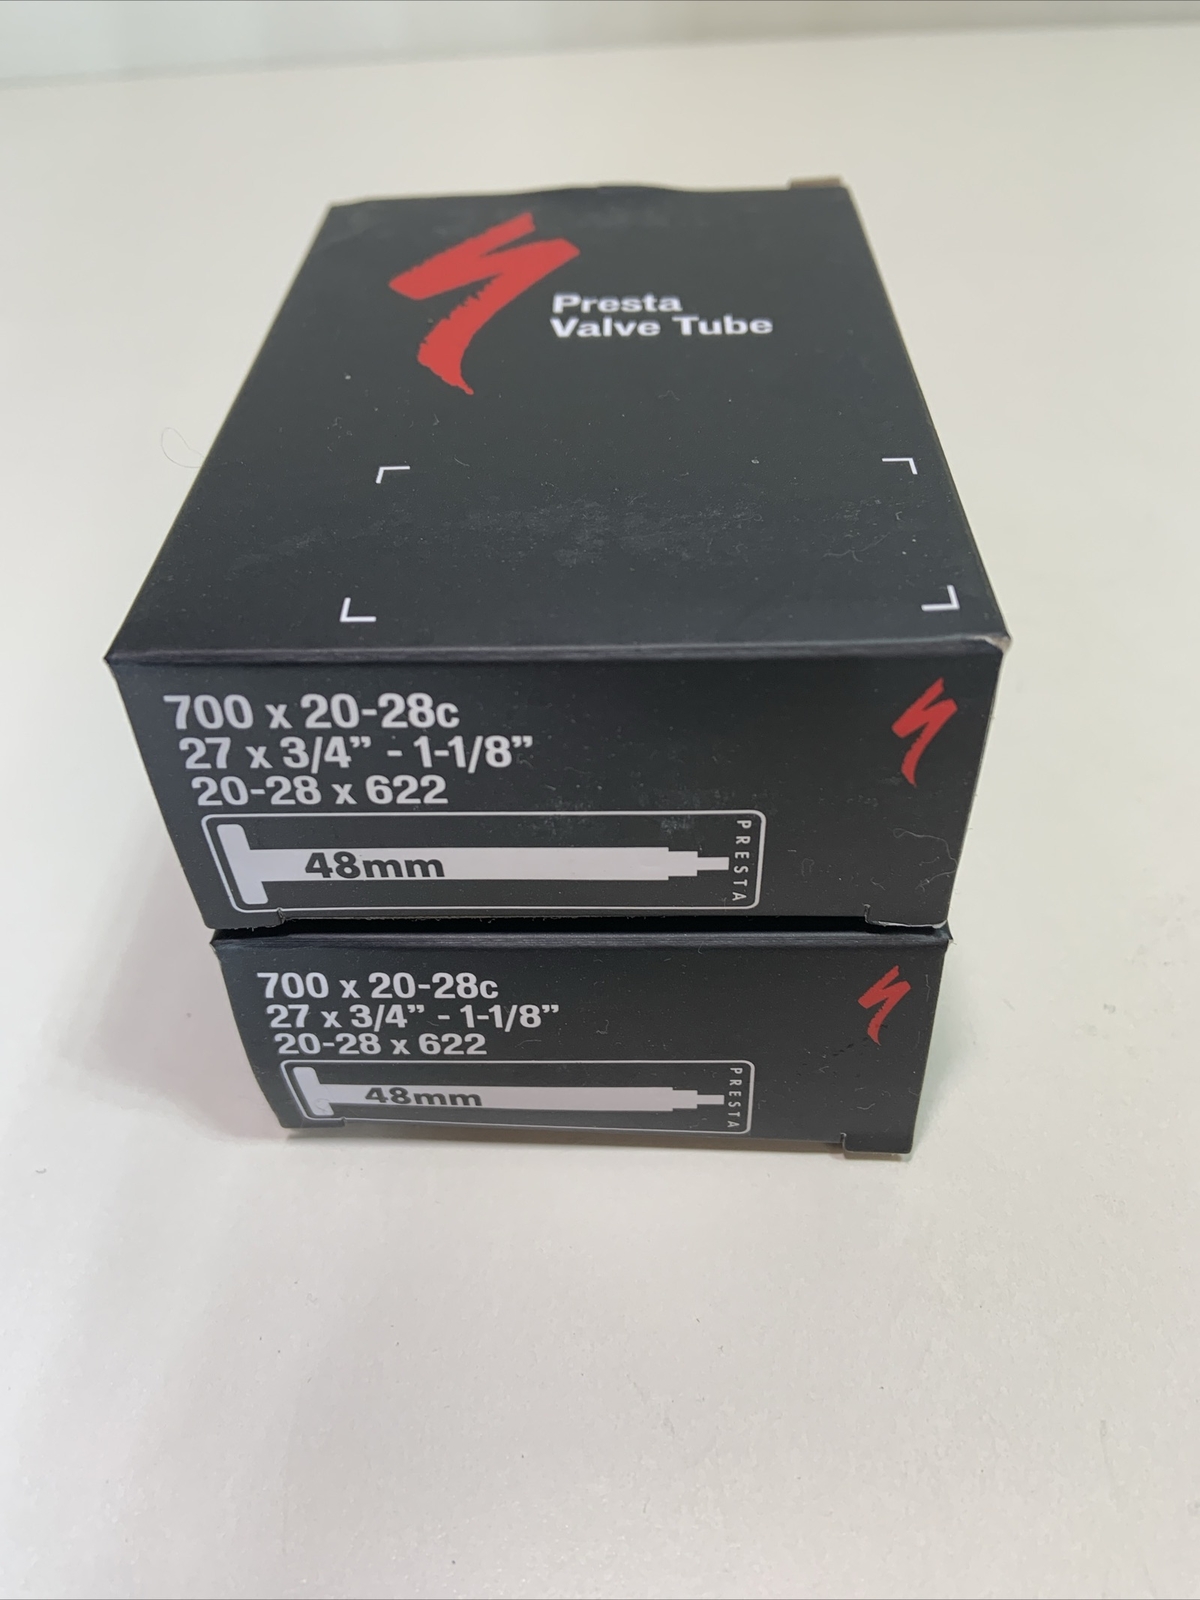 Presta
Valve Tube
700 x 20-28c
27 x 3/4” - 1-1/8”
20-28 x 622
48mm
PRESTA
700 x 20-28c
27 x 3/4” - 1-1/8”
20-28 x 622
48mm
PRESTA